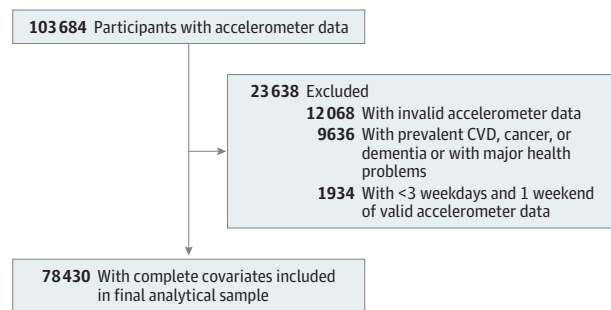 103 684 Participants with accelerometer data
23 638 Excluded
12 068 With invalid accelerometer data
9636 With prevalent CVD, cancer, or
dementia or with major health
problems
1934 With <3 weekdays and 1 weekend
of valid accelerometer data
78 430 With complete covariates included
in final analytical sample